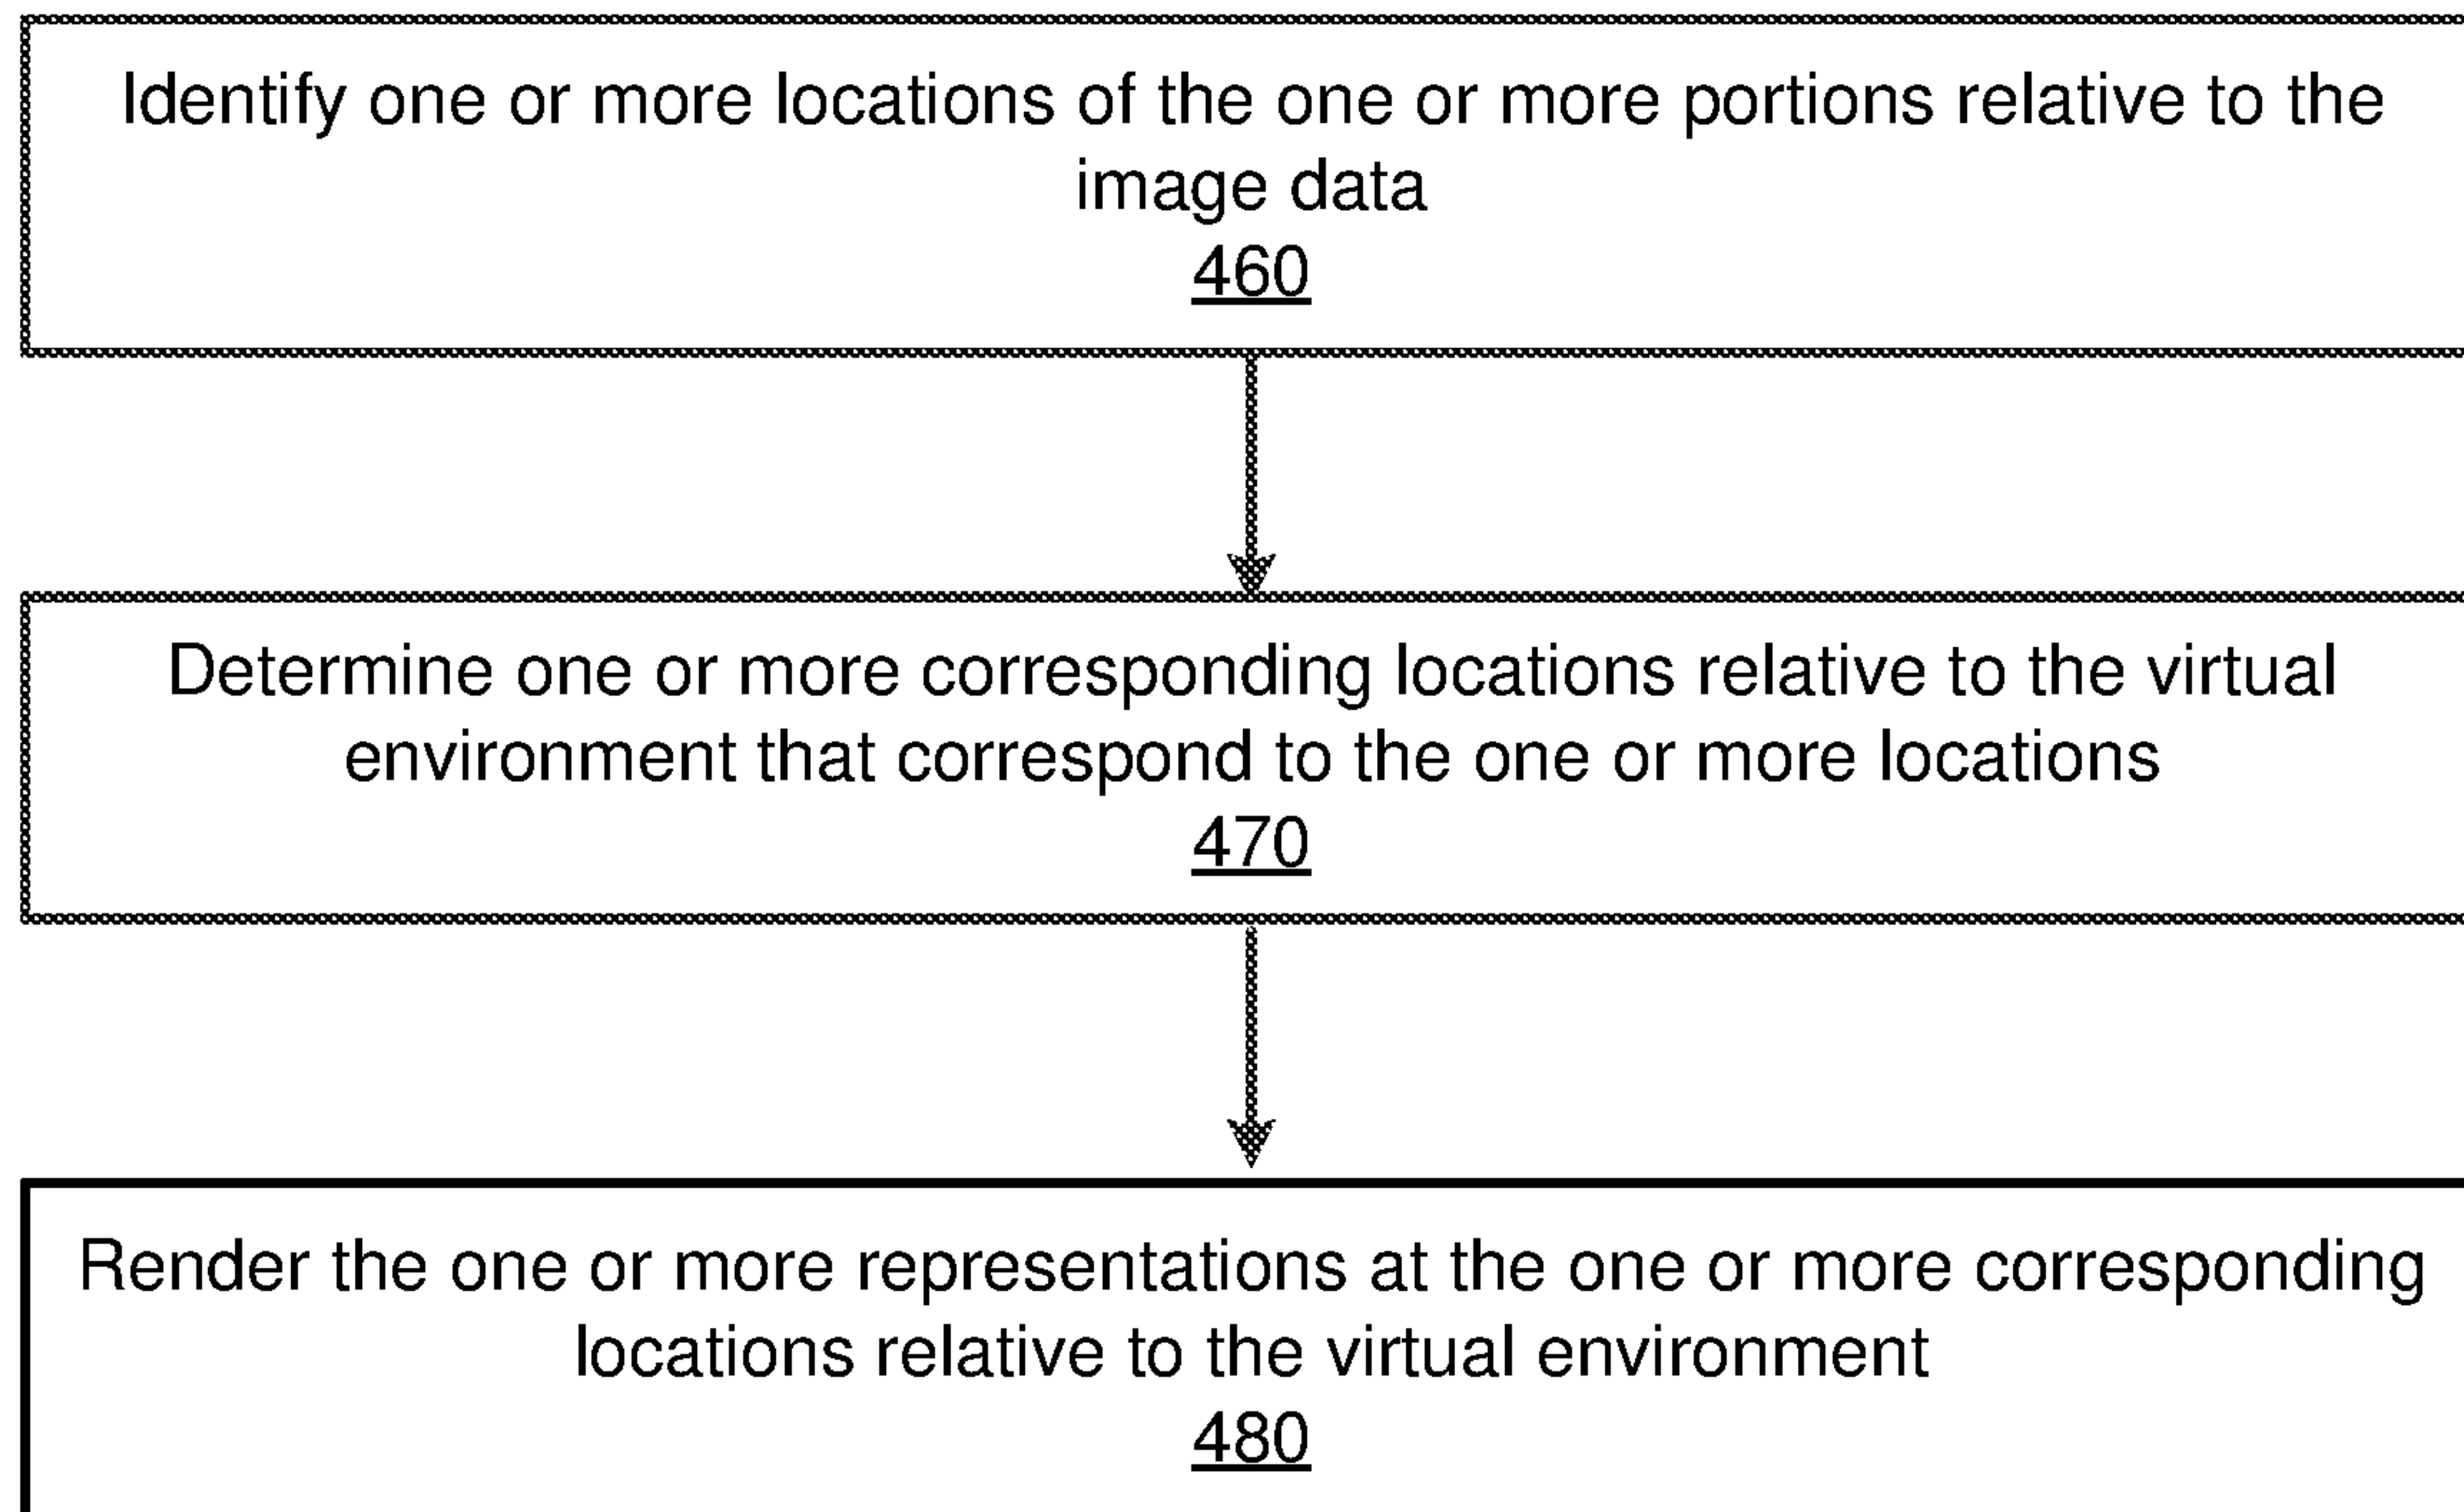 Identify one or more locations of the one or more portions relative to the
image data
460
Determine one or more corresponding locations relative to the virtual
environment that correspond to the one or more locations
470
Render the one or more representations at the one or more corresponding
locations relative to the virtual environment
480